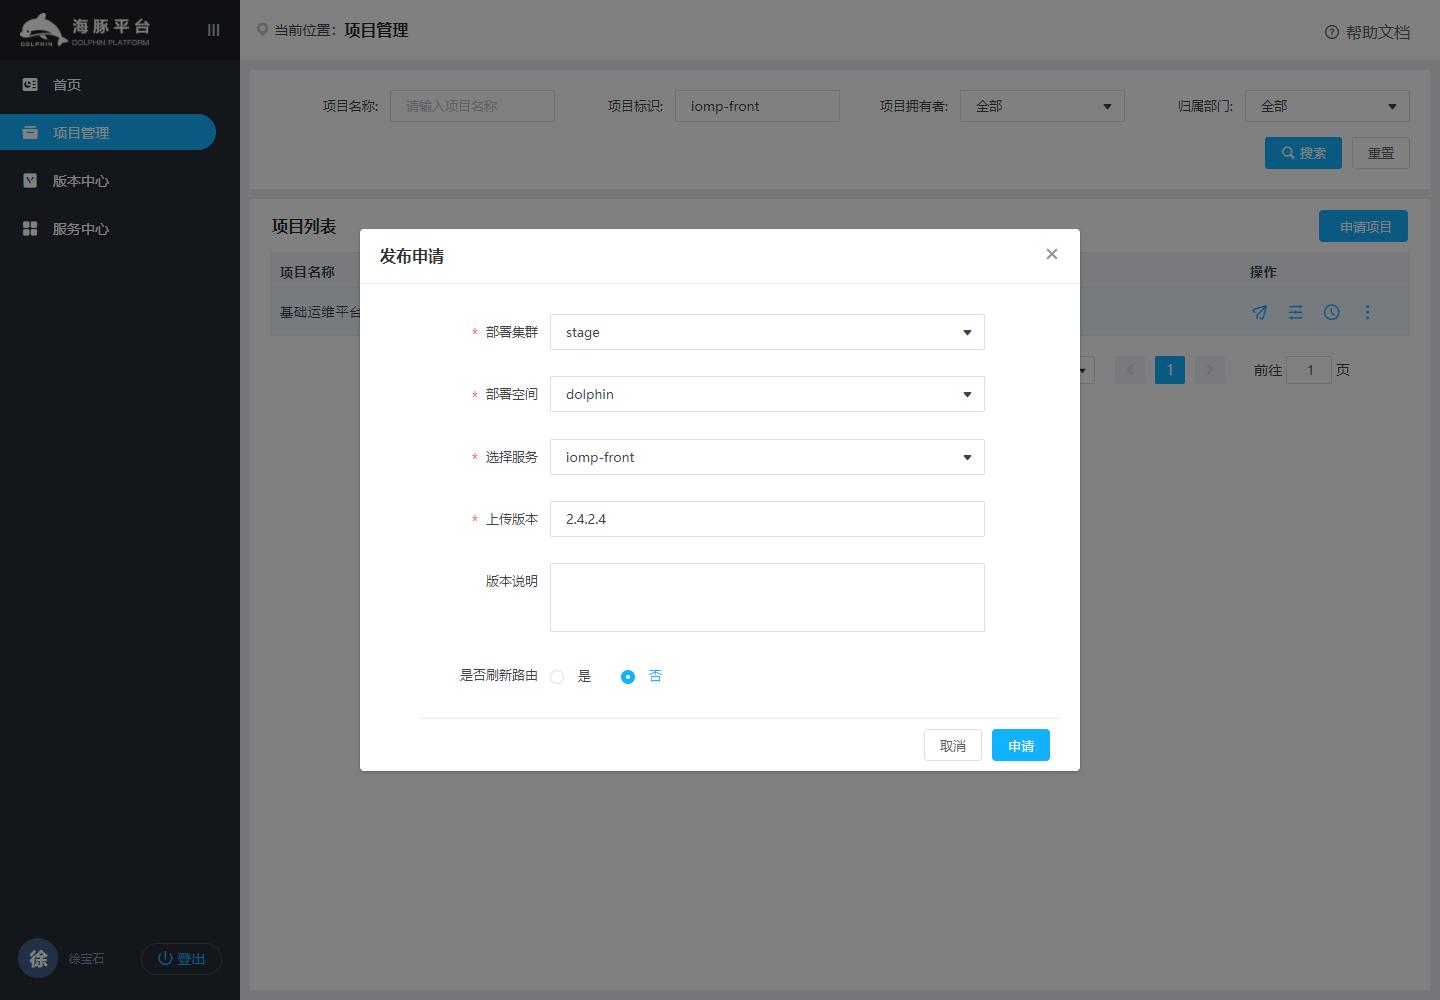 海豚平台
DOLPHIN PLATFORM
DOLPHIN
当前位置：项目管理
帮助文档
首页
项目管理
版本中心
服务中心
项目名称: 请输入项目名称 项目标识: iomp-front 项目拥有者: 全部 归属部门: 全部
搜索 重置
项目列表 申请项目
项目名称 操作
基础运维平台
1 前往 1 页
发布申请
* 部署集群 stage
* 部署空间 dolphin
* 选择服务 iomp-front
* 上传版本 2.4.2.4
版本说明
是否刷新路由 是 否
取消 申请
徐 徐宝石 登出